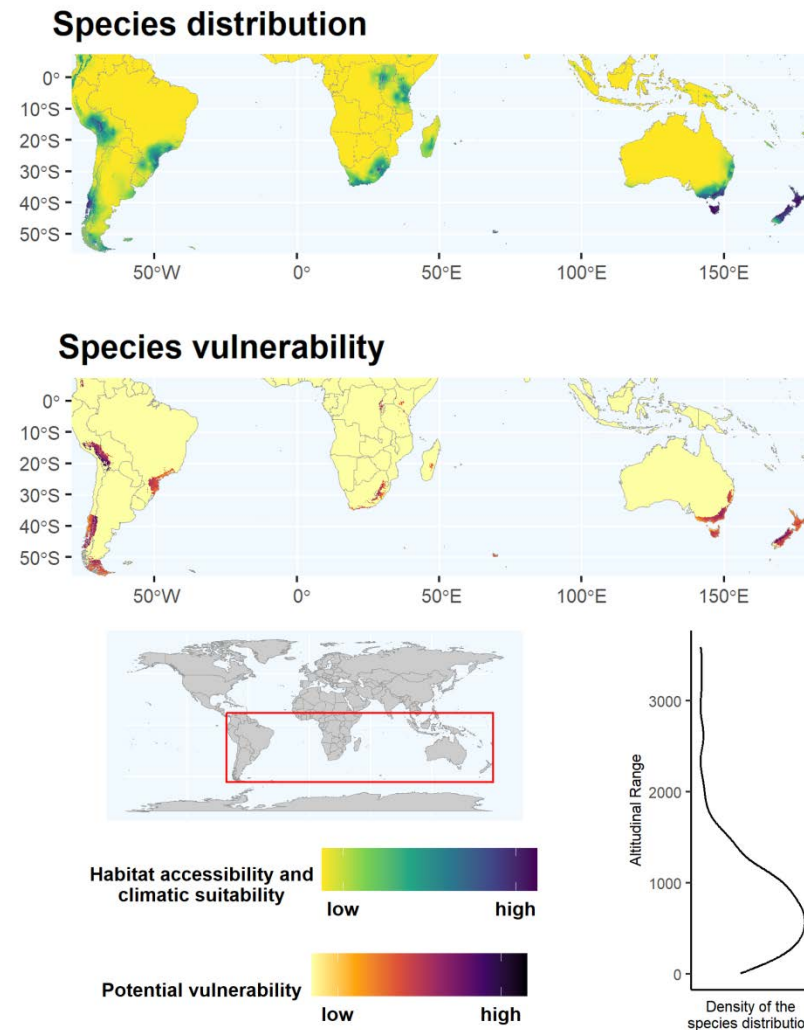 Species distribution
0°
10°S
20°S
30°S
40°S
50°S
50°W
0°
50°E
100°E
150°E
Species vulnerability
0°
10°S
20°S
30°S
40°S
50°S
50°W
0°
50°E
100°E
150°E
Altitudinal Range
3000
2000
1000
0
Density of the
species distributio
Habitat accessibility and
climatic suitability
low high
Potential vulnerability
low high